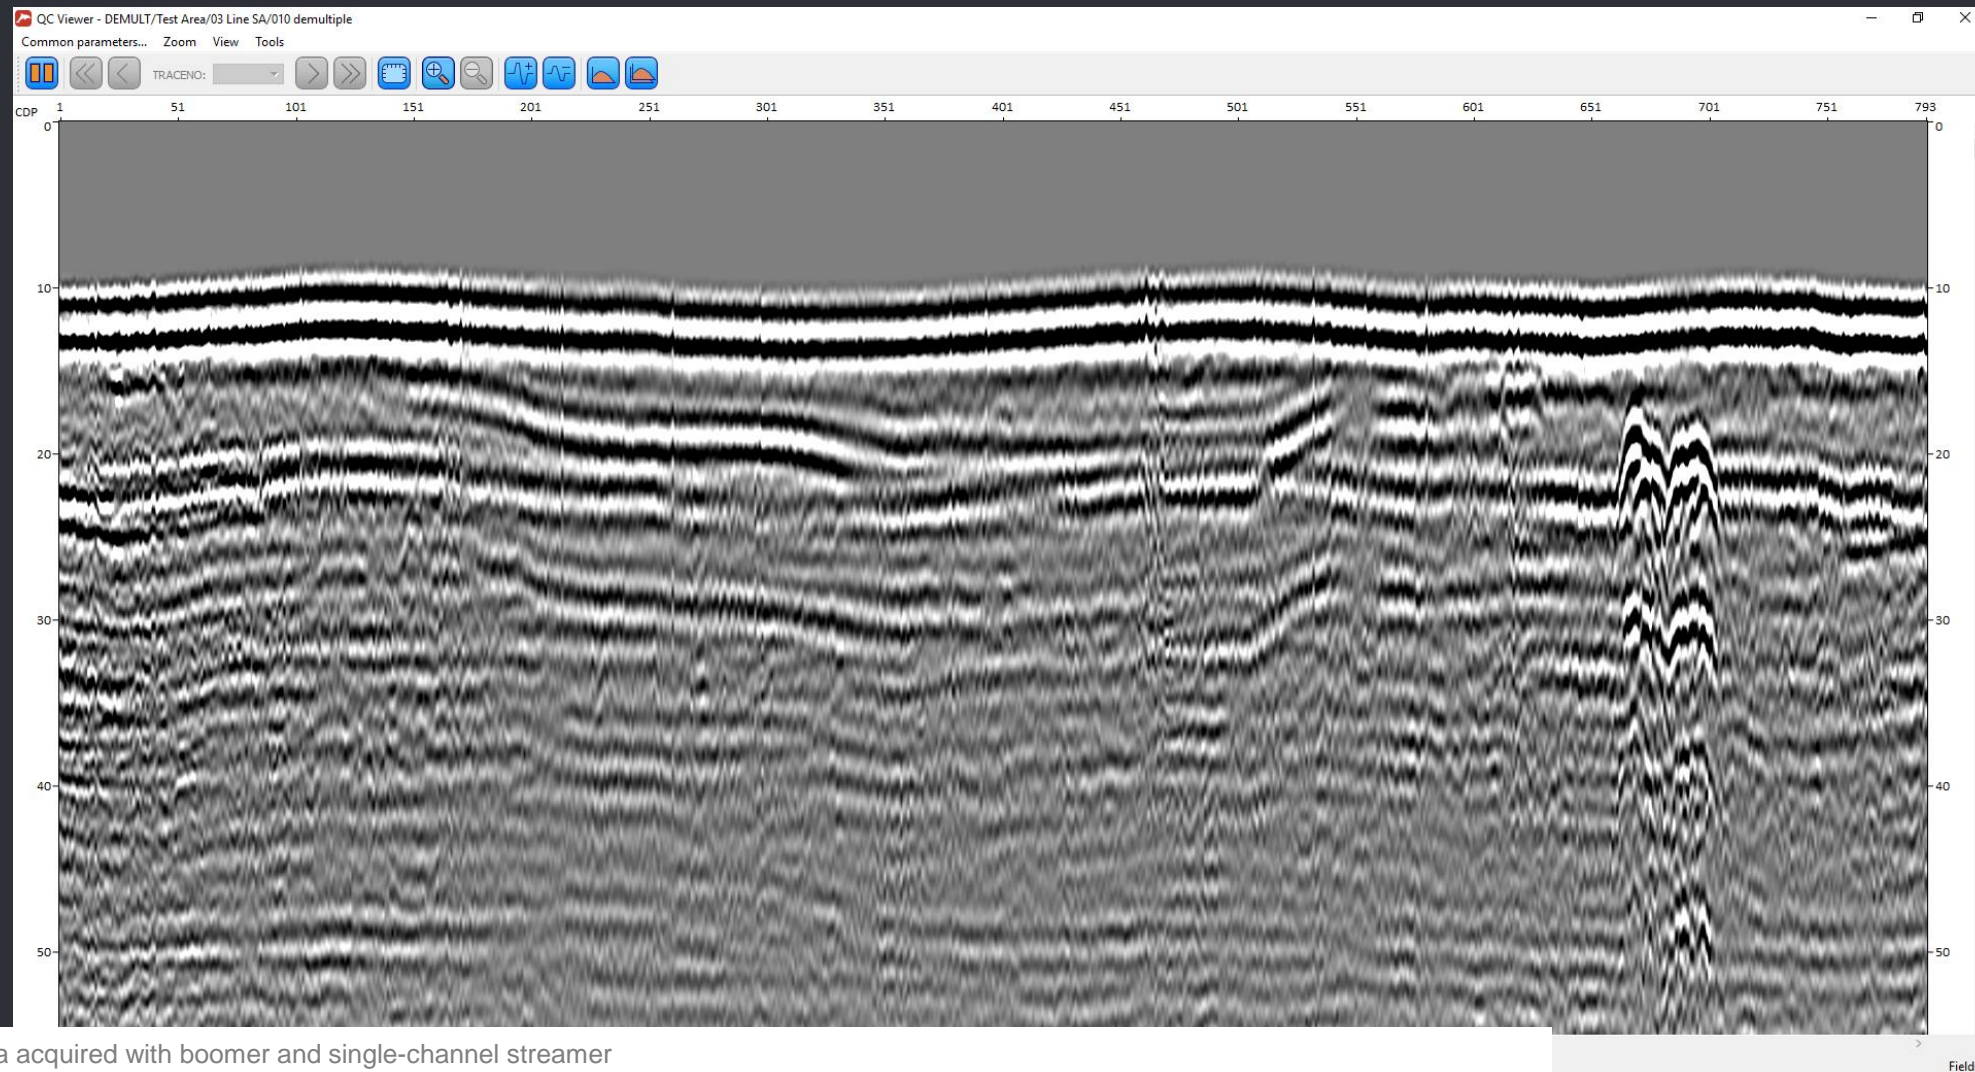 QC Viewer - DEMULT/Test Area/03 Line SA/010 demultiple
Common parameters... Zoom View Tools
TRACENO:
CDP 1 51 101 151 201 251 301 351 401 451 501 551 601 651 701 751 793
0 0
10 10
20 20
30 30
40 40
50 50
a acquired with boomer and single-channel streamer
Field